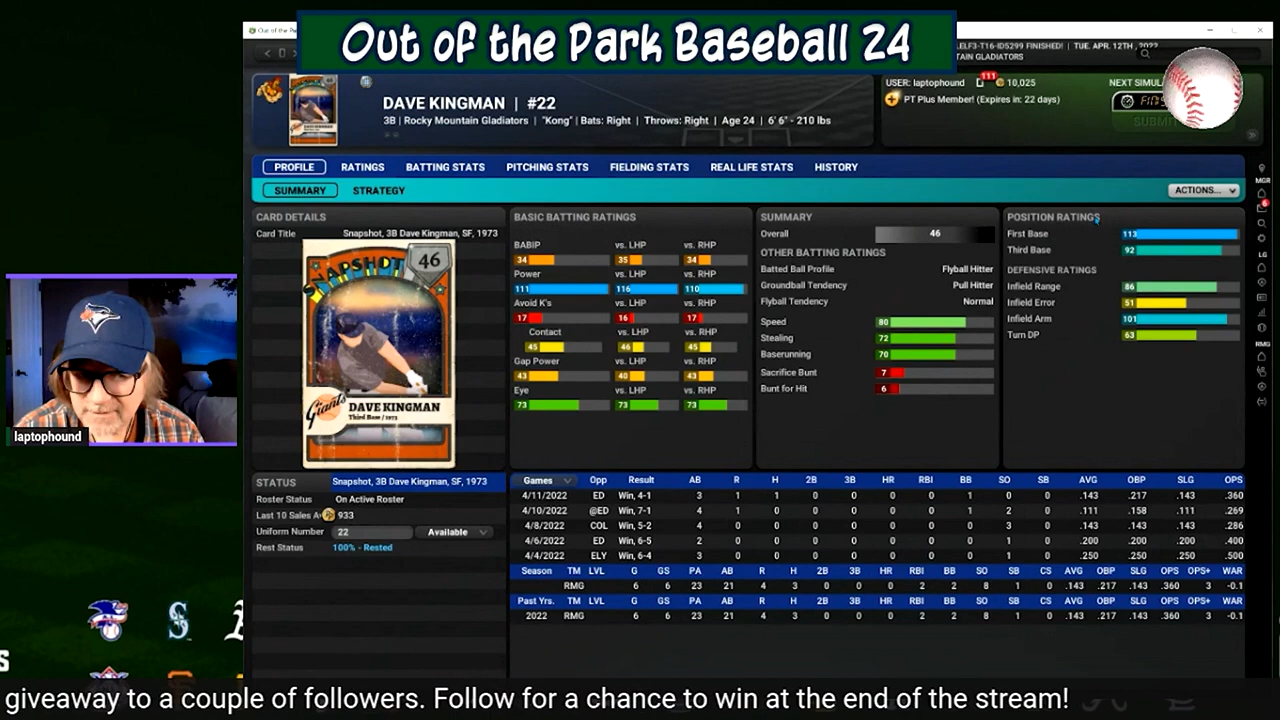 Out of the Park Baseball 24
Out of the Pa
ELF3-T16-ID5299 FINISHED! | TUE. APR. 12TH, 2022
TAIN GLADIATORS
DAVE KINGMAN | #22
3B | Rocky Mountain Gladiators | "Kong" | Bats: Right | Throws: Right | Age 24 | 6' 6" - 210 lbs
USER: laptophound 111 10,025
PT Plus Member! (Expires in: 22 days)
NEXT SIMUL
SUBM
PROFILE RATINGS BATTING STATS PITCHING STATS FIELDING STATS REAL LIFE STATS HISTORY
SUMMARY STRATEGY ACTIONS...
CARD DETAILS
Card Title Snapshot, 3B Dave Kingman, SF, 1973
SNAPSHOT 46
Giants
DAVE KINGMAN
Third Base / 1973
BASIC BATTING RATINGS
BABIP vs. LHP vs. RHP
34 35 34
Power vs. LHP vs. RHP
111 116 110
Avoid K's vs. LHP vs. RHP
17 16 17
Contact vs. LHP vs. RHP
45 46 45
Gap Power vs. LHP vs. RHP
43 40 43
Eye vs. LHP vs. RHP
73 73 73
SUMMARY
Overall 46
OTHER BATTING RATINGS
Batted Ball Profile Flyball Hitter
Groundball Tendency Pull Hitter
Flyball Tendency Normal
Speed 80
Stealing 72
Baserunning 70
Sacrifice Bunt 7
Bunt for Hit 6
POSITION RATINGS
First Base 113
Third Base 92
DEFENSIVE RATINGS
Infield Range 86
Infield Error 51
Infield Arm 101
Turn DP 63
MGR
6
LG
RMG
laptophound
STATUS Snapshot, 3B Dave Kingman, SF, 1973
Roster Status On Active Roster
Last 10 Sales A 933
Uniform Number 22 Available
Rest Status 100% - Rested
Games Opp Result AB R H 2B 3B HR RBI BB SO SB AVG OBP SLG OPS
4/11/2022 ED Win, 4-1 3 1 1 0 0 0 0 1 0 0 .143 .217 .143 .360
4/10/2022 @ED Win, 7-1 4 1 0 0 0 0 0 1 2 0 .111 .158 .111 .269
4/8/2022 COL Win, 5-2 4 0 0 0 0 0 0 0 3 0 .143 .143 .143 .286
4/6/2022 ED Win, 6-5 2 0 0 0 0 0 0 0 1 0 .200 .200 .200 .400
4/4/2022 ELY Win, 6-4 3 0 0 0 0 0 0 0 1 0 .250 .250 .250 .500
Season TM LVL G GS PA AB R H 2B 3B HR RBI BB SO SB CS AVG OBP SLG OPS OPS+ WAR
RMG 6 6 23 21 4 3 0 0 0 2 2 8 1 0 .143 .217 .143 .360 3 -0.1
Past Yrs. TM LVL G GS PA AB R H 2B 3B HR RBI BB SO SB CS AVG OBP SLG OPS OPS+ WAR
2022 RMG 6 6 23 21 4 3 0 0 0 2 2 8 1 0 .143 .217 .143 .360 3 -0.1
S
giveaway to a couple of followers. Follow for a chance to win at the end of the stream!